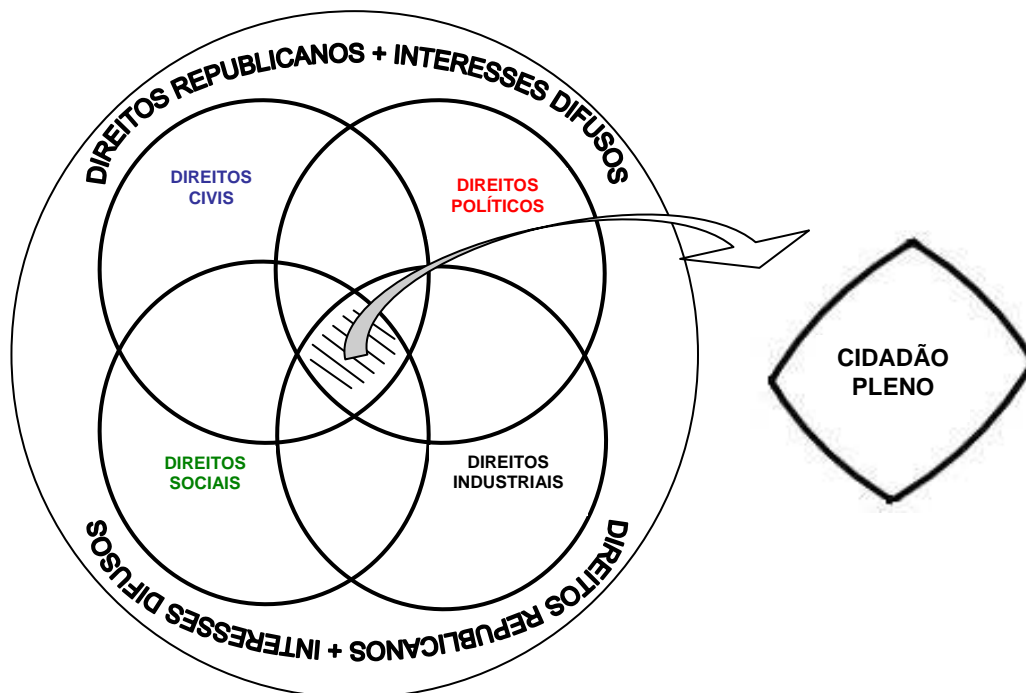 DIREITOS REPUBLICANOS + INTERESSES DIFUSOS
DIREITOS
CIVIS
DIREITOS
POLÍTICOS
CIDADÃO
PLENO
DIREITOS
SOCIAIS
DIREITOS
INDUSTRIAIS
DIREITOS REPUBLICANOS + INTERESSES DIFUSOS